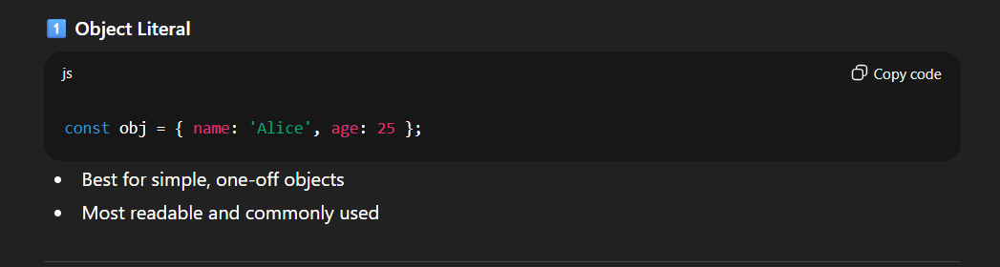 1️⃣ Object Literal
js
Copy code
const obj = { name: 'Alice', age: 25 };
• Best for simple, one-off objects
• Most readable and commonly used